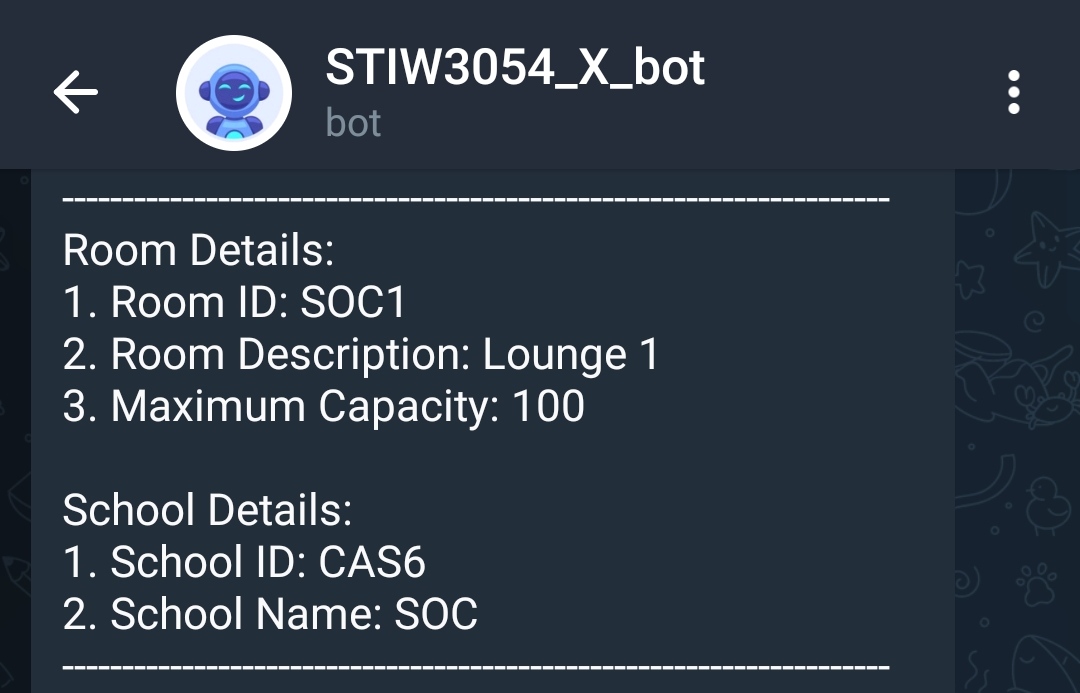 STIW3054_X_bot
bot
---------------------------------------------------------------------
Room Details:
1. Room ID: SOC1
2. Room Description: Lounge 1
3. Maximum Capacity: 100
School Details:
1. School ID: CAS6
2. School Name: SOC
---------------------------------------------------------------------